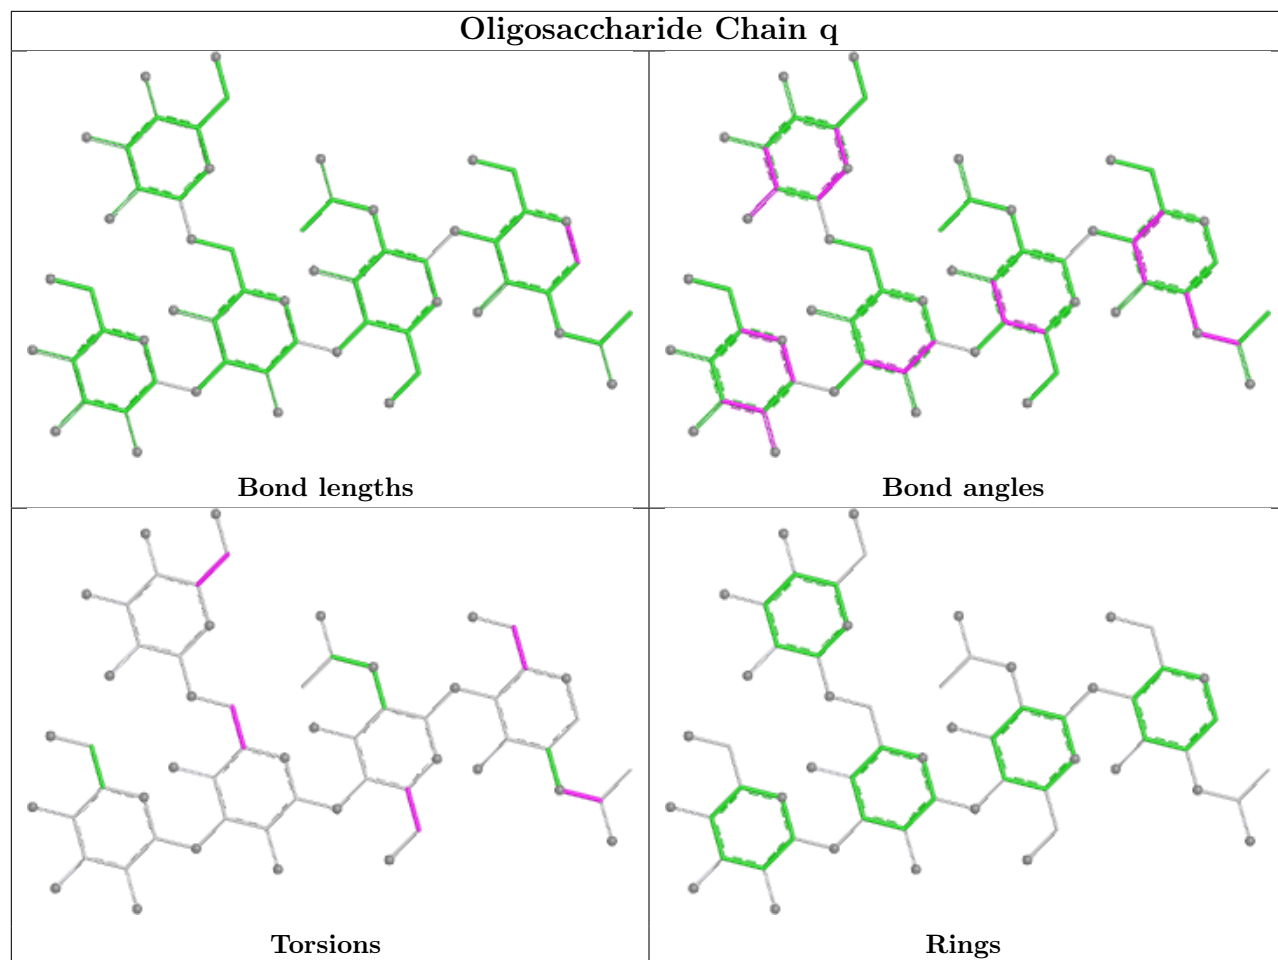 Oligosaccharide Chain q
Bond lengths
Bond angles
Torsions
Rings